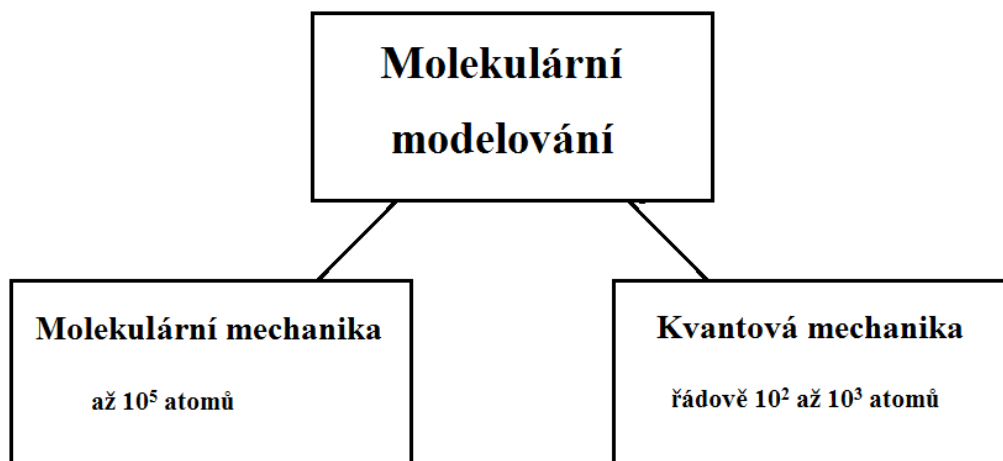 Molekulární
modelování
Molekulární mechanika
až 10⁵ atomů
Kvantová mechanika
řádově 10² až 10³ atomů